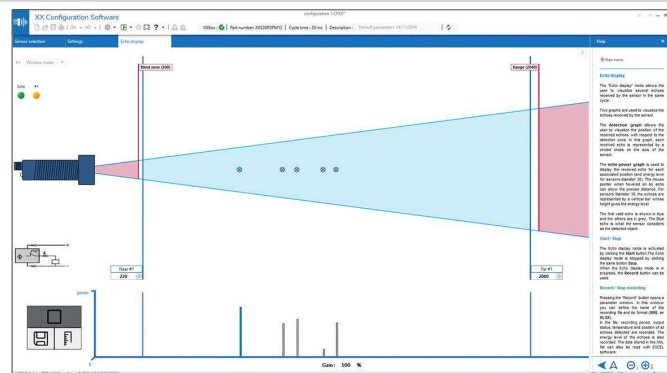 XX Configuration Software
configuration 1.CFXX*
XXBox : Part number: XXS30P2PM12 | Cycle time : 50 ms | Description : Default parameters 14/11/2016
Sensor selection
Settings
Echo display
Help
#1 Window mode
Blind zone (200)
Range (2040)
Echo #1
Near #1
220
Far #1
2000
power
0
Gain : 100 %
Main menu
Echo display
The "Echo display" mode allows the
user to visualize several echoes
received by the sensor in the same
cycle.
Two graphs are used to visualize the
echoes received by the sensor.
The detection graph allows the
user to visualize the position of the
received echoes with respect to the
detection zone. In this graph, each
received echo is represented by a
circled cross on the axis of the
sensor.
The echo power graph is used to
display the received echo for each
associated position (and energy level
for sensors diameter 30). The mouse
pointer when hovered on an echo
can show the precise distance. For
sensors diameter 30, the echoes are
represented by a vertical bar whose
height gives the energy level.
The first valid echo is shown in blue
and the others are in grey. The Blue
echo is what the sensor considers
as the detected object.
Start / Stop
The Echo display mode is activated
by clicking the Start button.The Echo
display mode is stopped by clicking
the same button Stop.
When the Echo display mode is in
progress, the Record button can be
used.
Record / Stop recording
Pressing the "Record" button opens a
parameter window. In this window
you can define the name of the
recording file and its format (XML or
XLSX).
In the file, recording period, output
status, temperature and position of all
echoes detected are recorded. The
energy level of the echoes is also
recorded. The data stored in the XML
file can also be read with EXCEL
software.